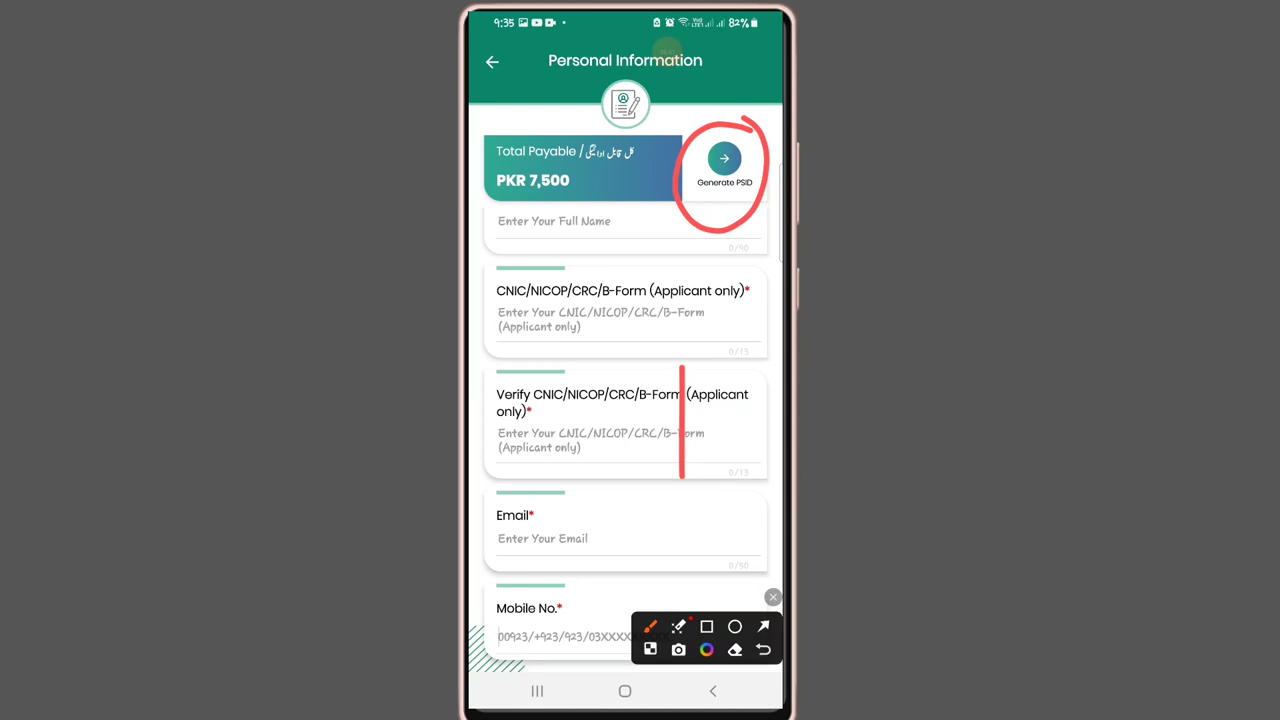 9:35
82%
Personal Information
Total Payable / کل قابل ادائیگی
PKR 7,500
Generate PSID
Enter Your Full Name
0/90
CNIC/NICOP/CRC/B-Form (Applicant only)*
Enter Your CNIC/NICOP/CRC/B-Form
(Applicant only)
0/13
Verify CNIC/NICOP/CRC/B-Form (Applicant
only)*
Enter Your CNIC/NICOP/CRC/B-Form
(Applicant only)
0/13
Email*
Enter Your Email
0/50
Mobile No.*
00923/+923/923/03XXXXXXXXX